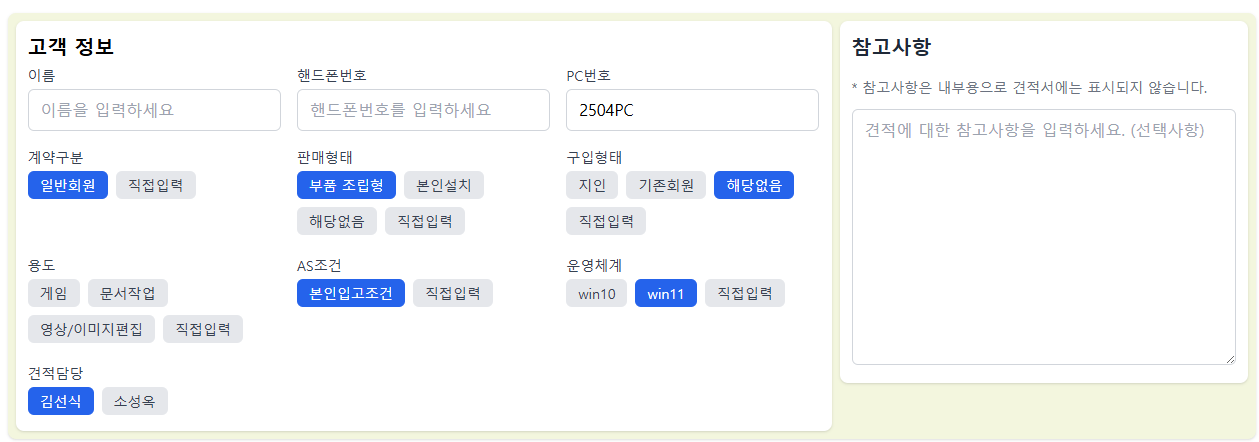 고객 정보
이름
핸드폰번호
PC번호
이름을 입력하세요
핸드폰번호를 입력하세요
2504PC
계약구분
판매형태
구입형태
일반회원 직접입력
부품 조립형 본인설치
지인 기존회원 해당없음
해당없음 직접입력
직접입력
용도
AS조건
운영체계
게임 문서작업
본인입고조건 직접입력
win10 win11 직접입력
영상/이미지편집 직접입력
견적담당
김선식 소성옥
참고사항
* 참고사항은 내부용으로 견적서에는 표시되지 않습니다.
견적에 대한 참고사항을 입력하세요. (선택사항)